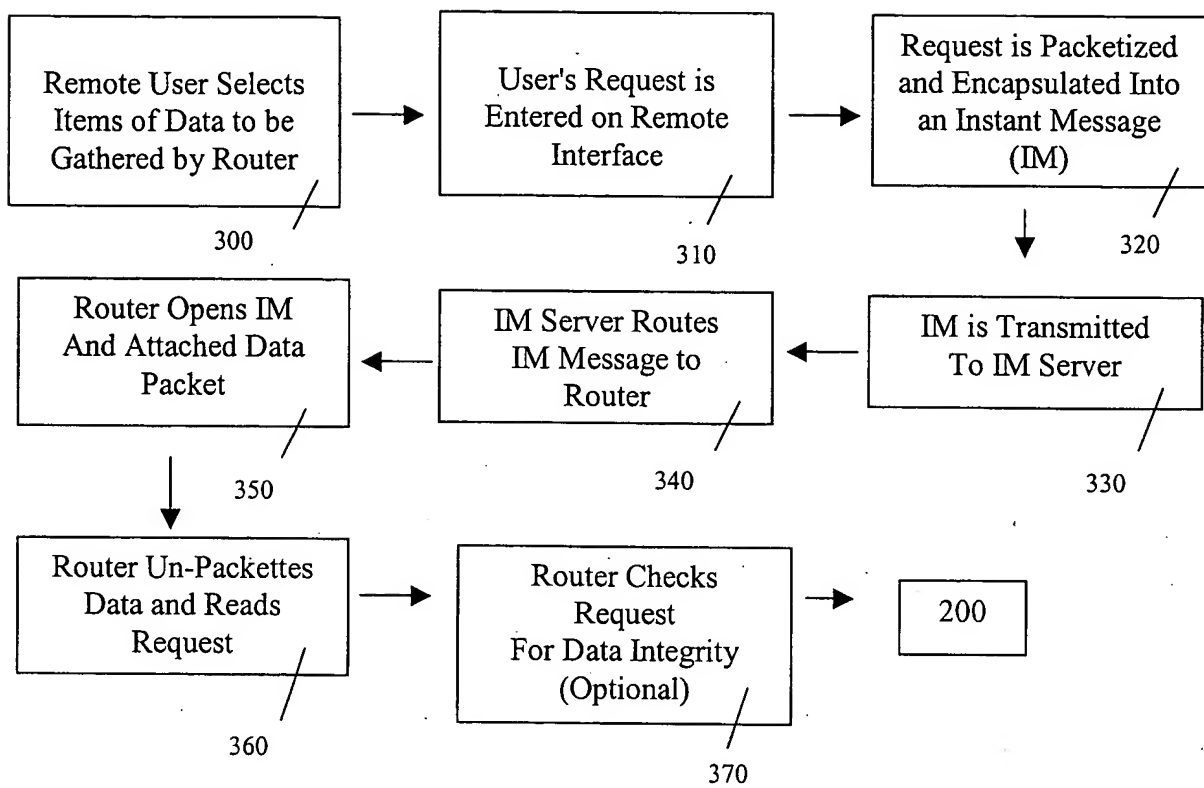 Remote User Selects
Items of Data to be
Gathered by Router
300
User's Request is
Entered on Remote
Interface
310
Request is Packetized
and Encapsulated Into
an Instant Message
(IM)
320
IM is Transmitted
To IM Server
330
IM Server Routes
IM Message to
Router
340
Router Opens IM
And Attached Data
Packet
350
Router Un-Packettes
Data and Reads
Request
360
Router Checks
Request
For Data Integrity
(Optional)
370
200